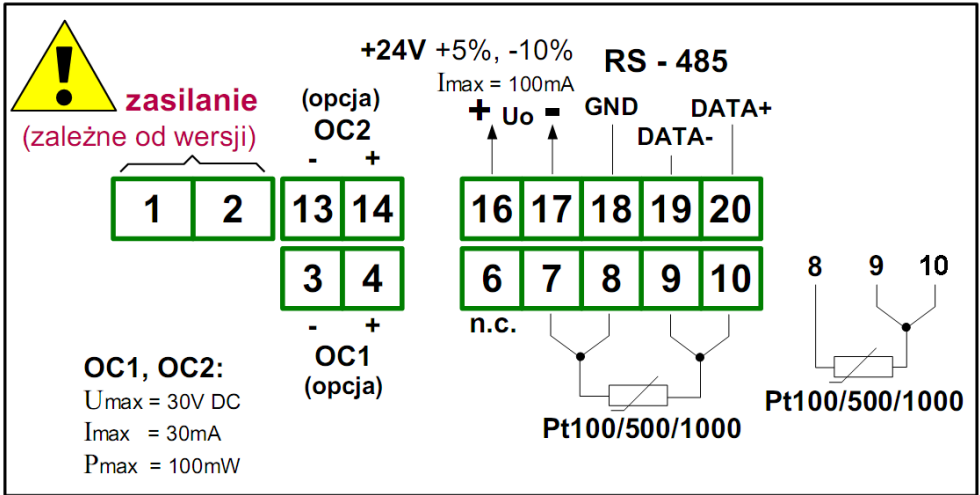 +24V +5%, -10%
Imax = 100mA
RS - 485
zasilanie
(zależne od wersji)
(opcja)
OC2
- +
+ Uo -
GND
DATA-
DATA+
1 2 13 14 16 17 18 19 20
3 4 6 7 8 9 10
- +
OC1
(opcja)
n.c.
8 9 10
Pt100/500/1000
Pt100/500/1000
OC1, OC2:
Umax = 30V DC
Imax = 30mA
Pmax = 100mW